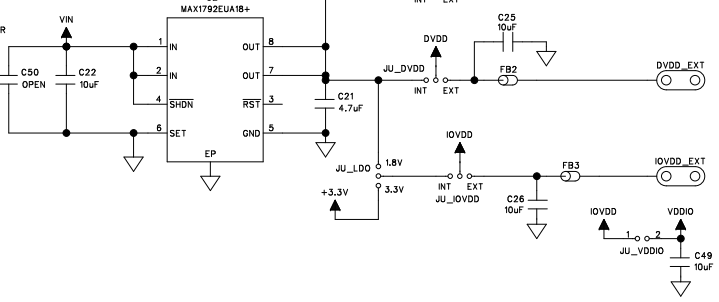 INT EXT
MAX1792EUA18+
VIN
R
C50
OPEN
C22
10uF
1 IN
2 IN
4 SHDN
6 SET
OUT 8
OUT 7
RST 3
GND 5
EP
C21
4.7uF
DVDD
JU_DVDD
INT EXT
C25
10uF
FB2
DVDD_EXT
JU_LDO
1.8V
3.3V
+3.3V
IOVDD
INT EXT
JU_IOVDD
C26
10uF
FB3
IOVDD_EXT
IOVDD
VDDIO
1 2
JU_VDDIO
C49
10uF